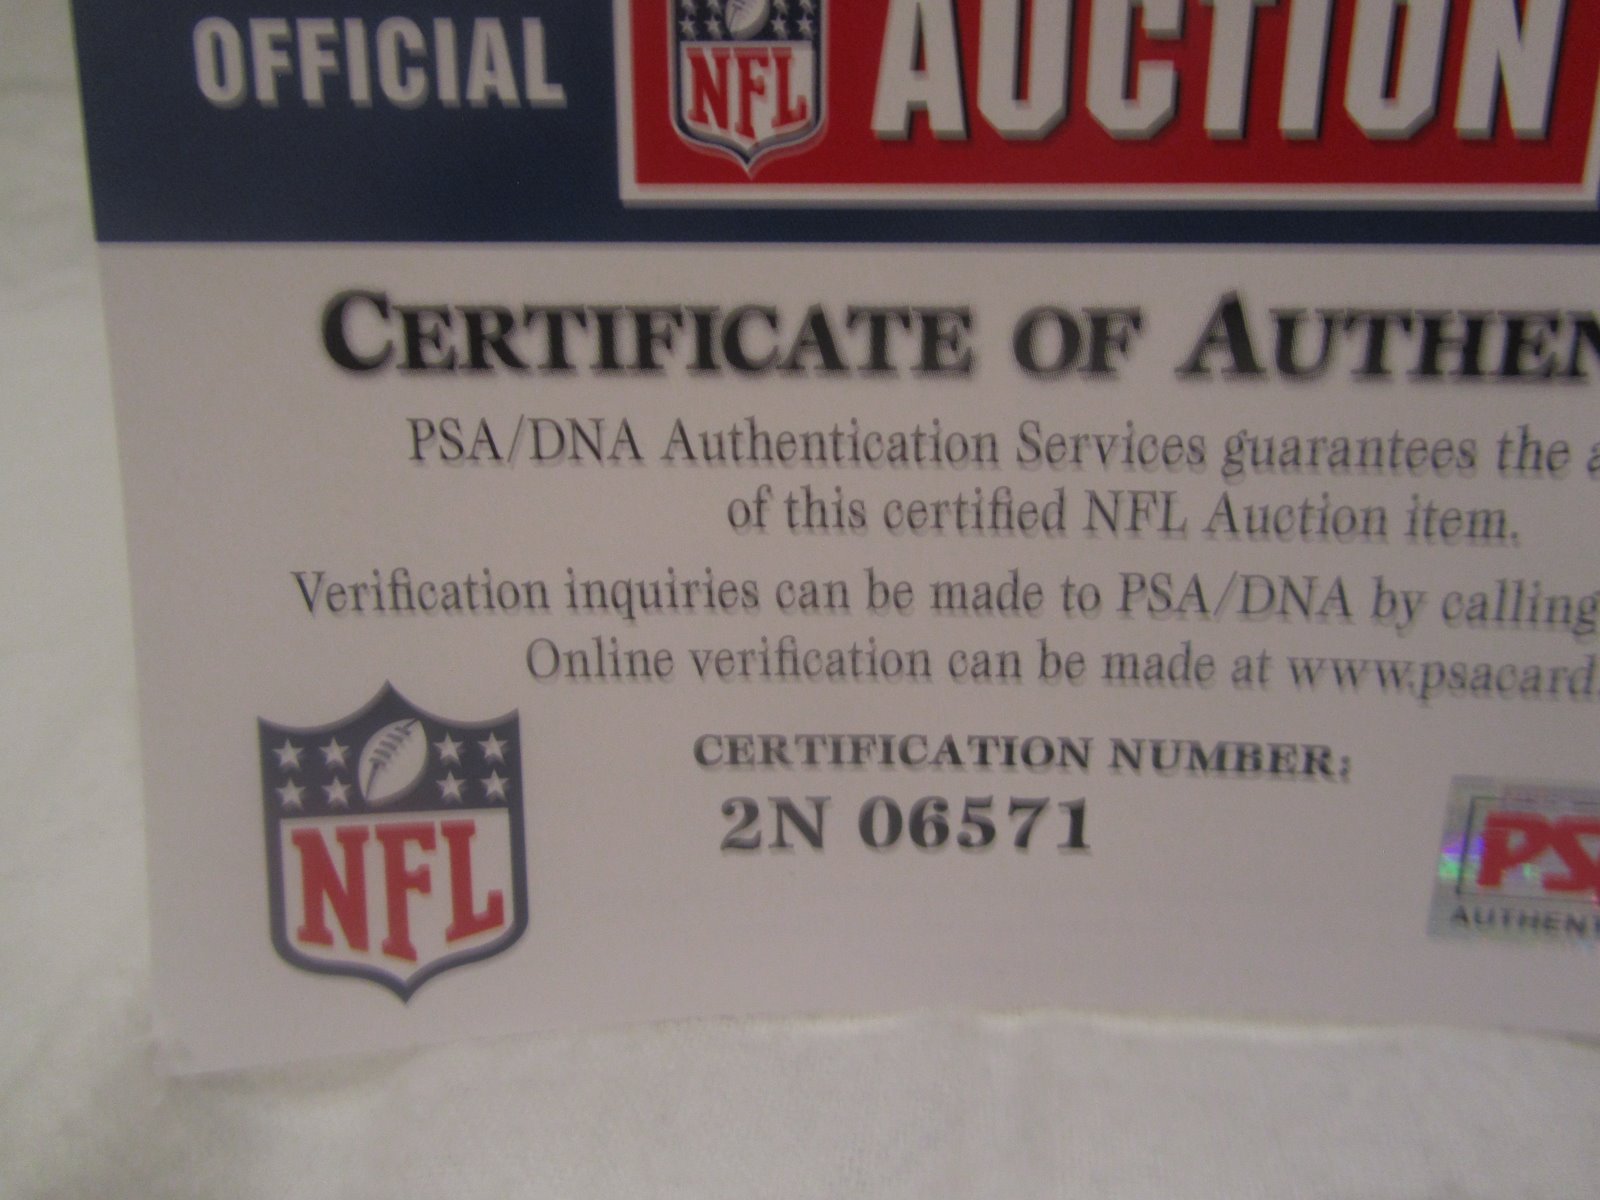 OFFICIAL NFL AUCTION
CERTIFICATE OF AUTHEN
PSA/DNA Authentication Services guarantees the a
of this certified NFL Auction item.
Verification inquiries can be made to PSA/DNA by calling
Online verification can be made at www.psacard.
CERTIFICATION NUMBER:
2N 06571
NFL
PS
AUTHENT